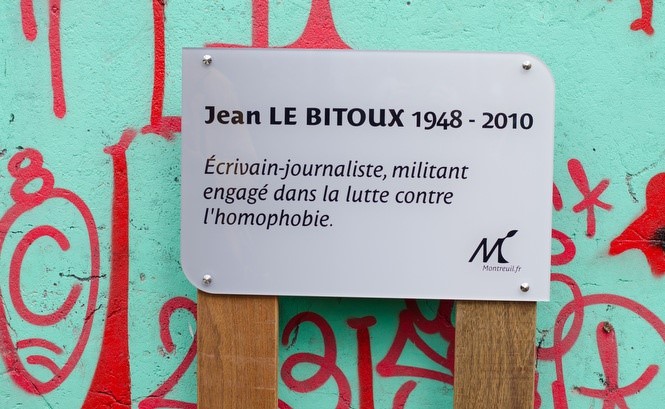 Jean LE BITOUX 1948 - 2010
Écrivain-journaliste, militant
engagé dans la lutte contre
l'homophobie.
M
Montreuil.fr